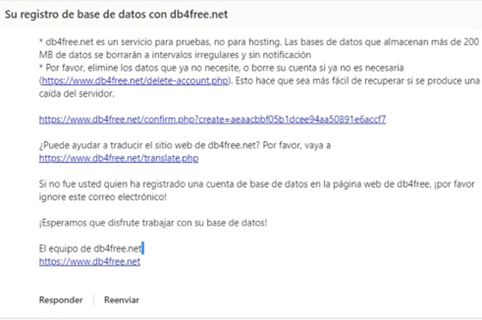 Su registro de base de datos con db4free.net
* db4free.net es un servicio para pruebas, no para hosting. Las bases de datos que almacenan más de 200
MB de datos se borrarán a intervalos irregulares y sin notificación
* Por favor, elimine los datos que ya no necesite, o borre su cuenta si ya no es necesaria
(https://www.db4free.net/delete-account.php). Esto hace que sea más fácil de recuperar si se produce una
caída del servidor.
https://www.db4free.net/confirm.php?create=aeaacbbf05b1dcee94aa50891e6accf7
¿Puede ayudar a traducir el sitio web de db4free.net? Por favor, vaya a
https://www.db4free.net/translate.php
Si no fue usted quien ha registrado una cuenta de base de datos en la página web de db4free, ¡por favor
ignore este correo electrónico!
¡Esperamos que disfrute trabajar con su base de datos!
El equipo de db4free.net
https://www.db4free.net
Responder Reenviar